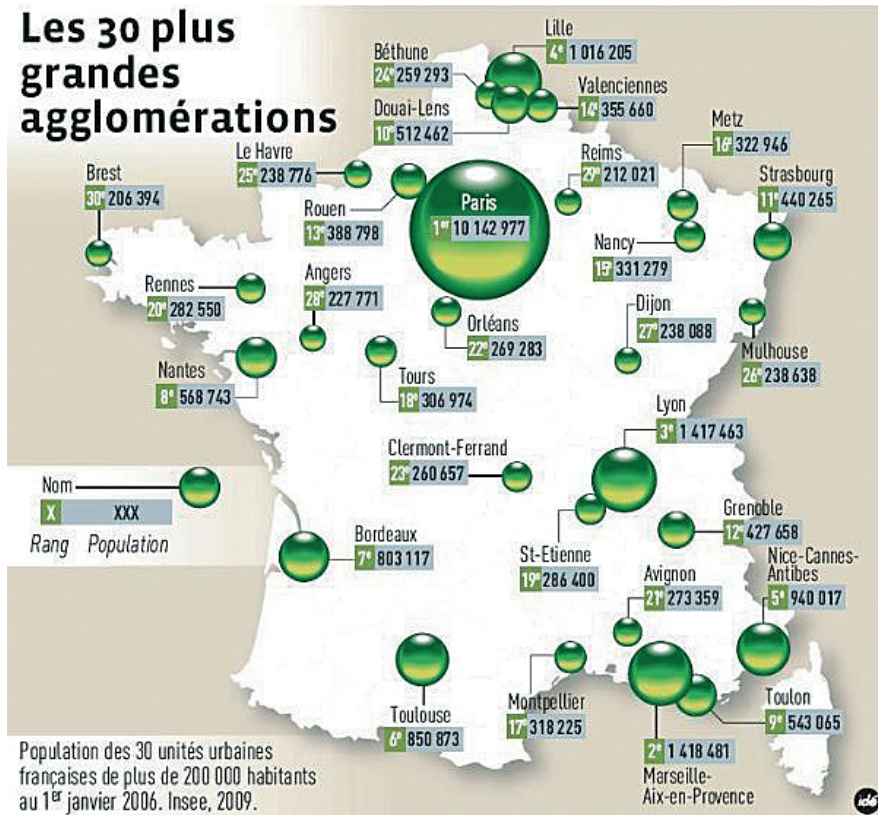 Les 30 plus
grandes
agglomérations
Lille
4e 1 016 205
Béthune
24e 259 293
Valenciennes
14e 355 660
Douai-Lens
10e 512 462
Metz
16e 322 946
Le Havre
25e 238 776
Reims
29e 212 021
Strasbourg
11e 440 265
Brest
30e 206 394
Rouen
13e 388 798
Paris
1er 10 142 977
Nancy
15e 331 279
Angers
28e 227 771
Rennes
20e 282 550
Orléans
22e 269 283
Dijon
27e 238 088
Mulhouse
26e 238 638
Nantes
8e 568 743
Tours
18e 306 974
Lyon
3e 1 417 463
Clermont-Ferrand
23e 260 657
Nom
X XXX
Rang Population
Grenoble
12e 427 658
Bordeaux
7e 803 117
St-Etienne
19e 286 400
Nice-Cannes-
Antibes
5e 940 017
Avignon
21e 273 359
Toulouse
6e 850 873
Montpellier
17e 318 225
Toulon
9e 543 065
2e 1 418 481
Marseille-
Aix-en-Provence
Population des 30 unités urbaines
françaises de plus de 200 000 habitants
au 1er janvier 2006. Insee, 2009.
idé